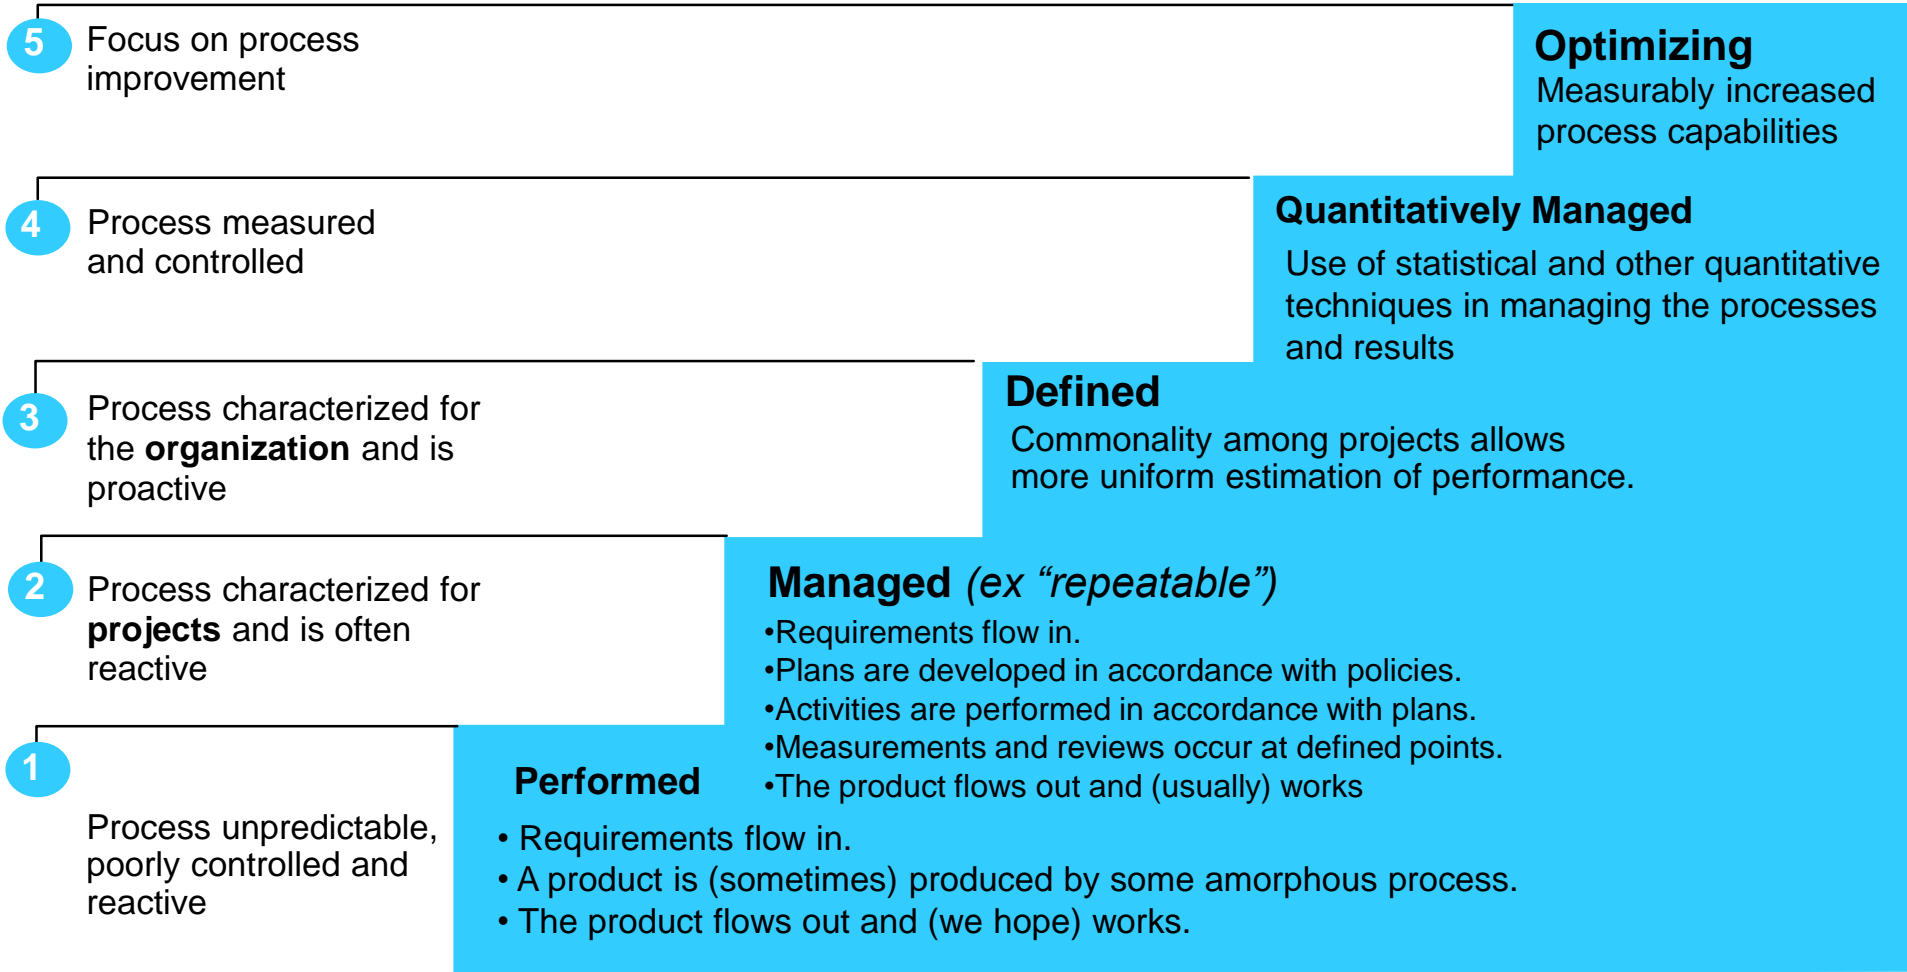 5
Focus on process
improvement
Optimizing
Measurably increased
process capabilities
4
Process measured
and controlled
Quantitatively Managed
Use of statistical and other quantitative
techniques in managing the processes
and results
3
Process characterized for
the organization and is
proactive
Defined
Commonality among projects allows
more uniform estimation of performance.
2
Process characterized for
projects and is often
reactive
Managed (ex “repeatable”)
•Requirements flow in.
•Plans are developed in accordance with policies.
•Activities are performed in accordance with plans.
•Measurements and reviews occur at defined points.
•The product flows out and (usually) works
1
Process unpredictable,
poorly controlled and
reactive
Performed
• Requirements flow in.
• A product is (sometimes) produced by some amorphous process.
• The product flows out and (we hope) works.